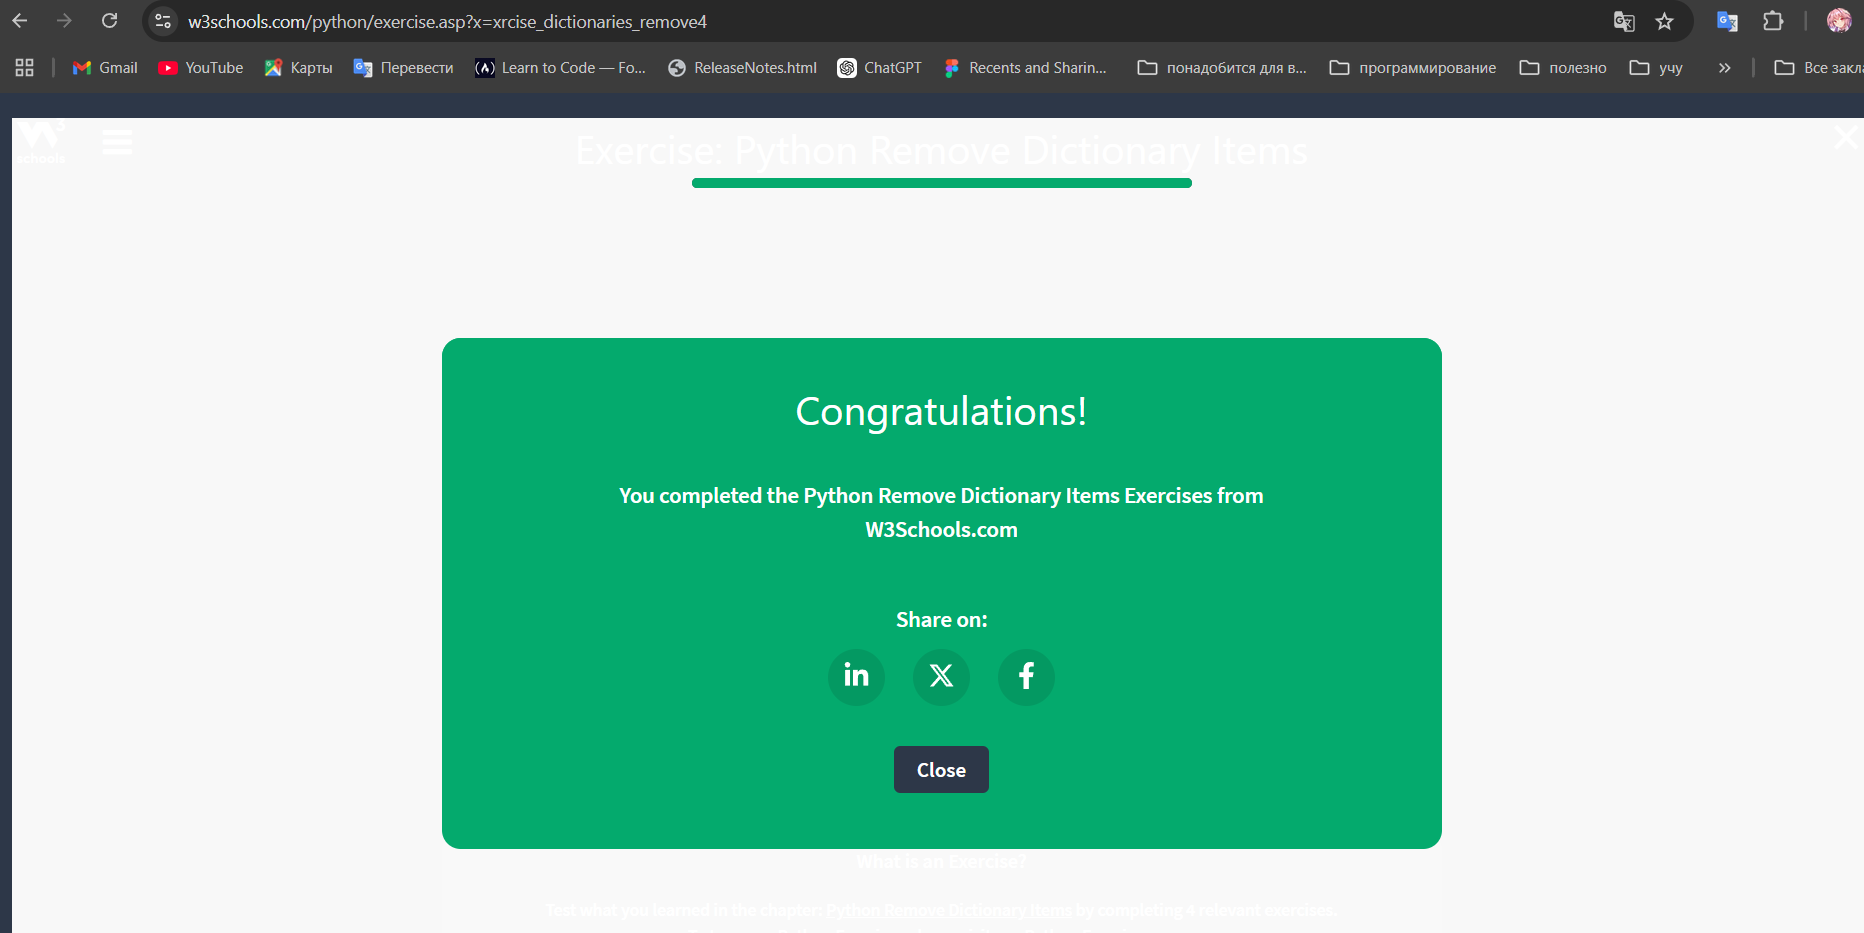 w3schools.com/python/exercise.asp?x=xrcise_dictionaries_remove4
Gmail YouTube Карты Перевести Learn to Code — Fo... ReleaseNotes.html ChatGPT Recents and Sharin... понадобится для в... программирование полезно учу Все закла
W3 schools
Exercise: Python Remove Dictionary Items
Congratulations!
You completed the Python Remove Dictionary Items Exercises from
W3Schools.com
Share on:
Close
What is an Exercise?
Test what you learned in the chapter: Python Remove Dictionary Items by completing 4 relevant exercises.